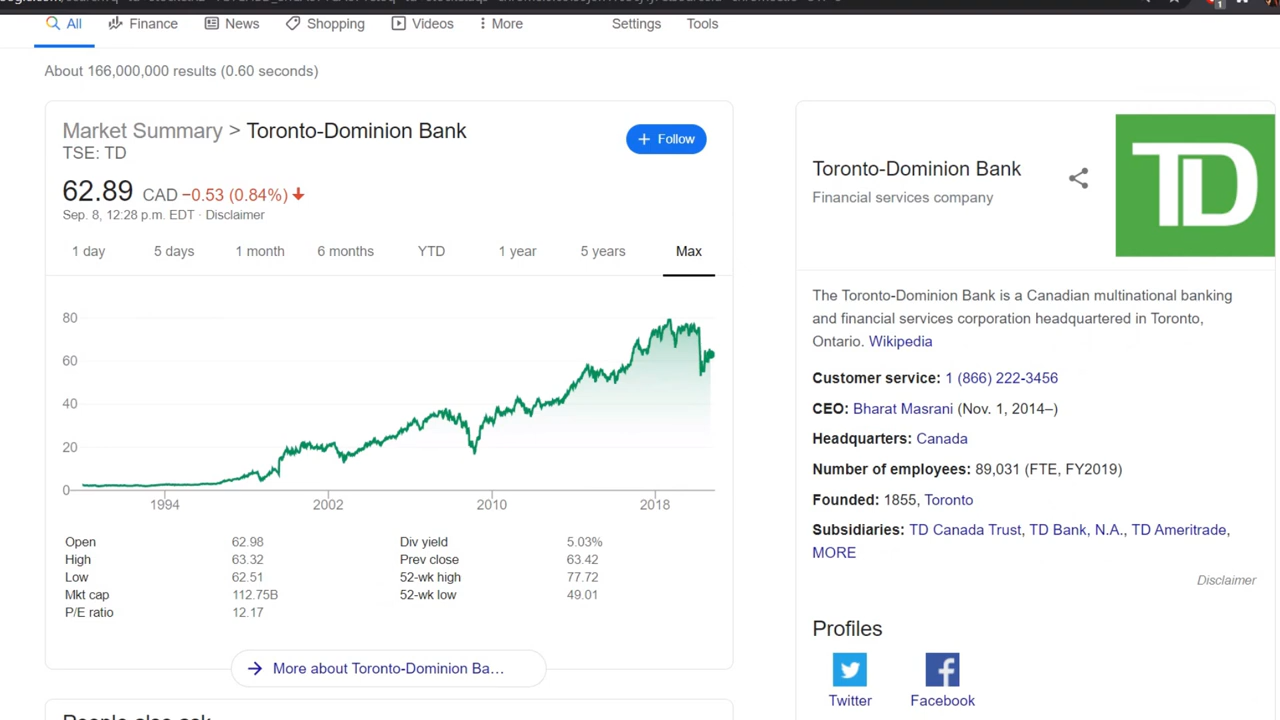 All
Finance
News
Shopping
Videos
More
Settings
Tools
About 166,000,000 results (0.60 seconds)
Market Summary > Toronto-Dominion Bank
TSE: TD
+ Follow
62.89 CAD −0.53 (0.84%)
Sep. 8, 12:28 p.m. EDT · Disclaimer
1 day
5 days
1 month
6 months
YTD
1 year
5 years
Max
80
60
40
20
0
1994
2002
2010
2018
Open 62.98
High 63.32
Low 62.51
Mkt cap 112.75B
P/E ratio 12.17
Div yield 5.03%
Prev close 63.42
52-wk high 77.72
52-wk low 49.01
More about Toronto-Dominion Ba…
Toronto-Dominion Bank
Financial services company
TD
The Toronto-Dominion Bank is a Canadian multinational banking
and financial services corporation headquartered in Toronto,
Ontario. Wikipedia
Customer service: 1 (866) 222-3456
CEO: Bharat Masrani (Nov. 1, 2014–)
Headquarters: Canada
Number of employees: 89,031 (FTE, FY2019)
Founded: 1855, Toronto
Subsidiaries: TD Canada Trust, TD Bank, N.A., TD Ameritrade,
MORE
Disclaimer
Profiles
Twitter
Facebook
People also ask